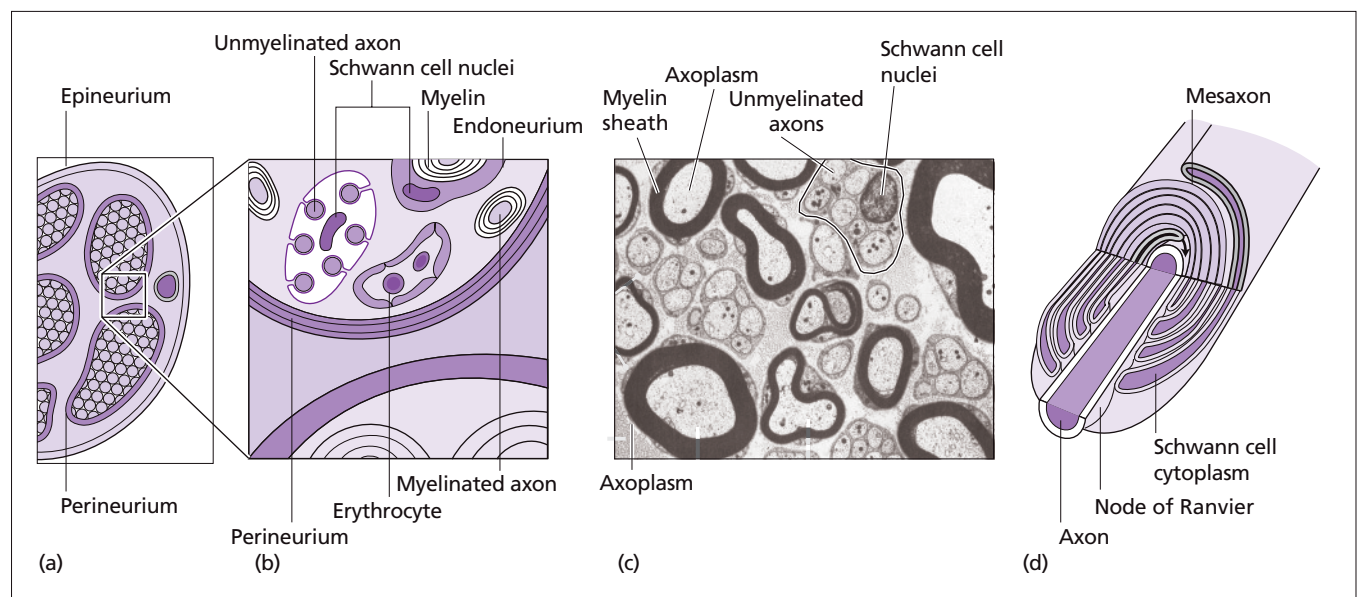 Unmyelinated axon
Schwann cell nuclei
Epineurium
Myelin
Endoneurium
Perineurium
(a)
Myelinated axon
Erythrocyte
Perineurium
(b)
Schwann cell
nuclei
Axoplasm
Myelin
sheath
Unmyelinated
axons
Axoplasm
(c)
Mesaxon
Schwann cell
cytoplasm
Node of Ranvier
Axon
(d)